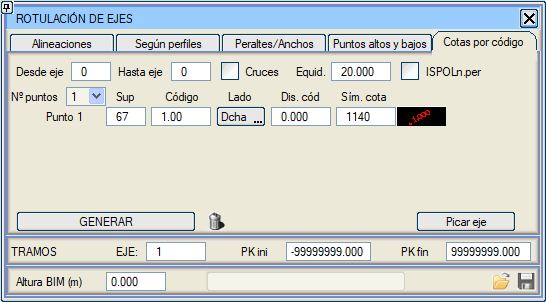 ROTULACIÓN DE EJES
Alineaciones Según perfiles Peraltes/Anchos Puntos altos y bajos Cotas por código
Desde eje 0 Hasta eje 0 Cruces Equid. 20.000 ISPOLn.per
Nº puntos 1 Sup Código Lado Dis. cód Sím. cota
Punto 1 67 1.00 Dcha ... 0.000 1140
GENERAR Picar eje
TRAMOS EJE: 1 PK ini -99999999.000 PK fin 99999999.000
Altura BIM (m) 0.000